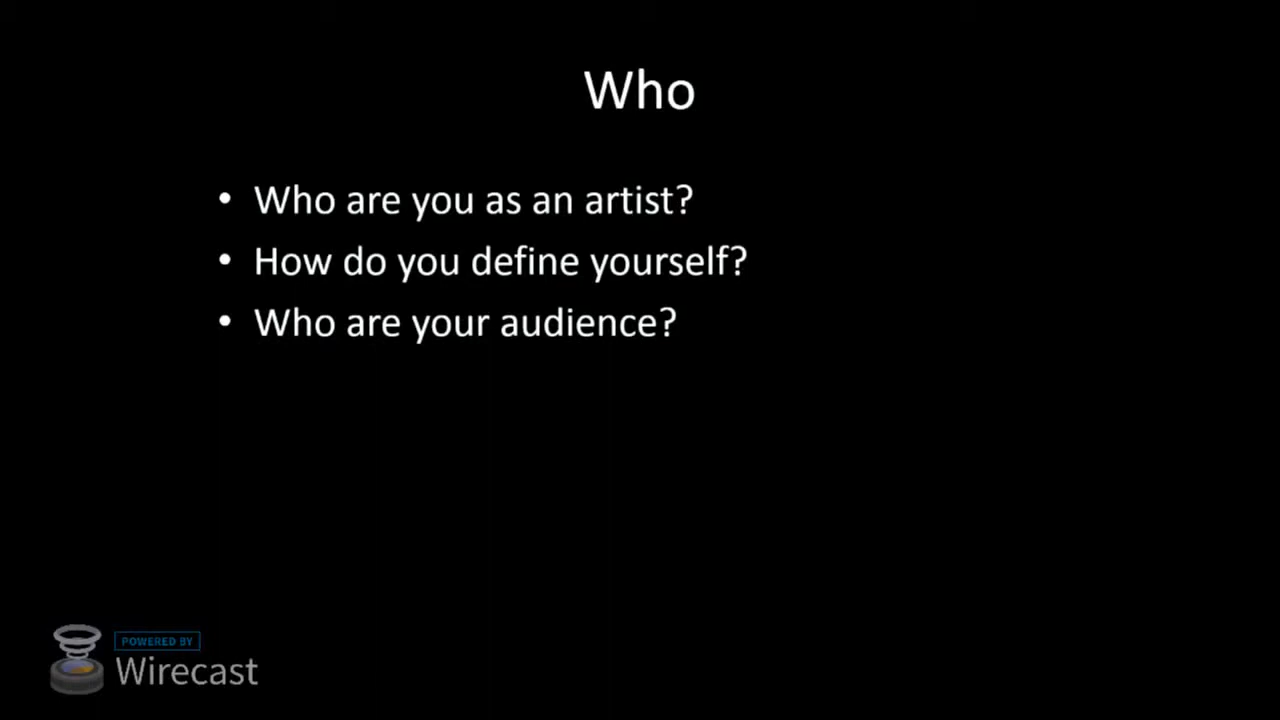 Who
• Who are you as an artist?
• How do you define yourself?
• Who are your audience?
POWERED BY
Wirecast